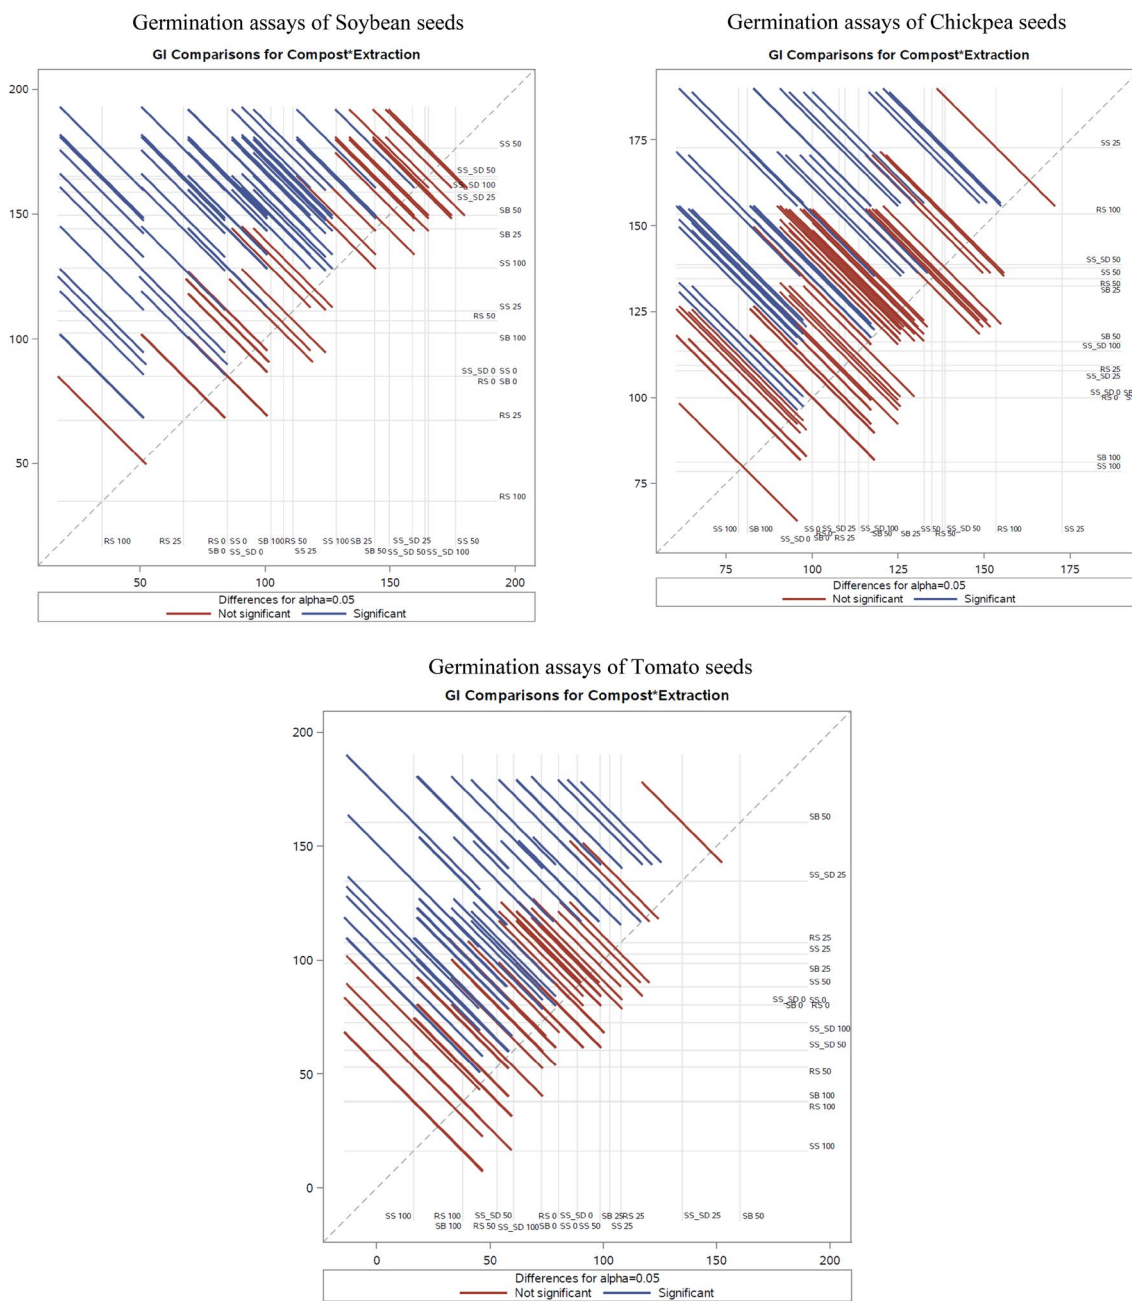 Germination assays of Soybean seeds
GI Comparisons for Compost*Extraction
200
150
100
50
SS 50
SS_SD 50
SS_SD 100
SS_SD 25
SB 50
SB 25
SS 100
SS 25
RS 50
SB 100
SS_SD 0 SS 0
RS 0 SB 0
RS 25
RS 100
RS 100 RS 25 RS 0 SS 0 SB 100 RS 50 SS 100 SB 25 SS_SD 25 SS 50
SB 0 SS_SD 0 SS 25 SB 50 SS_SD 50 SS_SD 100
50 100 150 200
Differences for alpha=0.05
Not significant Significant
Germination assays of Chickpea seeds
GI Comparisons for Compost*Extraction
175
150
125
100
75
SS 25
RS 100
SS_SD 50
SS 50
RS 50
SB 25
SB 50
SS_SD 100
RS 25
SS_SD 25
SS_SD 0
RS 0
SB 100
SS 100
SS 100 SB 100 SS 0 SS_SD 25 SS_SD 100 SS 50 SS_SD 50 RS 100 SS 25
SS_SD 0 SB 0 RS 25 SB 50 SB 25 RS 50
75 100 125 150 175
Differences for alpha=0.05
Not significant Significant
Germination assays of Tomato seeds
GI Comparisons for Compost*Extraction
200
150
100
50
0
SB 50
SS_SD 25
RS 25
SS 25
SB 25
SS 50
SS_SD 0 SS 0
SB 0 RS 0
SS_SD 100
SS_SD 50
RS 50
SB 100
RS 100
SS 100
SS 100 RS 100 SS_SD 50 RS 0 SS_SD 0 SB 25 RS 25 SS_SD 25 SB 50
SB 100 RS 50 SS_SD 100 SB 0 SS 0 SS 50 SS 25
0 50 100 150 200
Differences for alpha=0.05
Not significant Significant